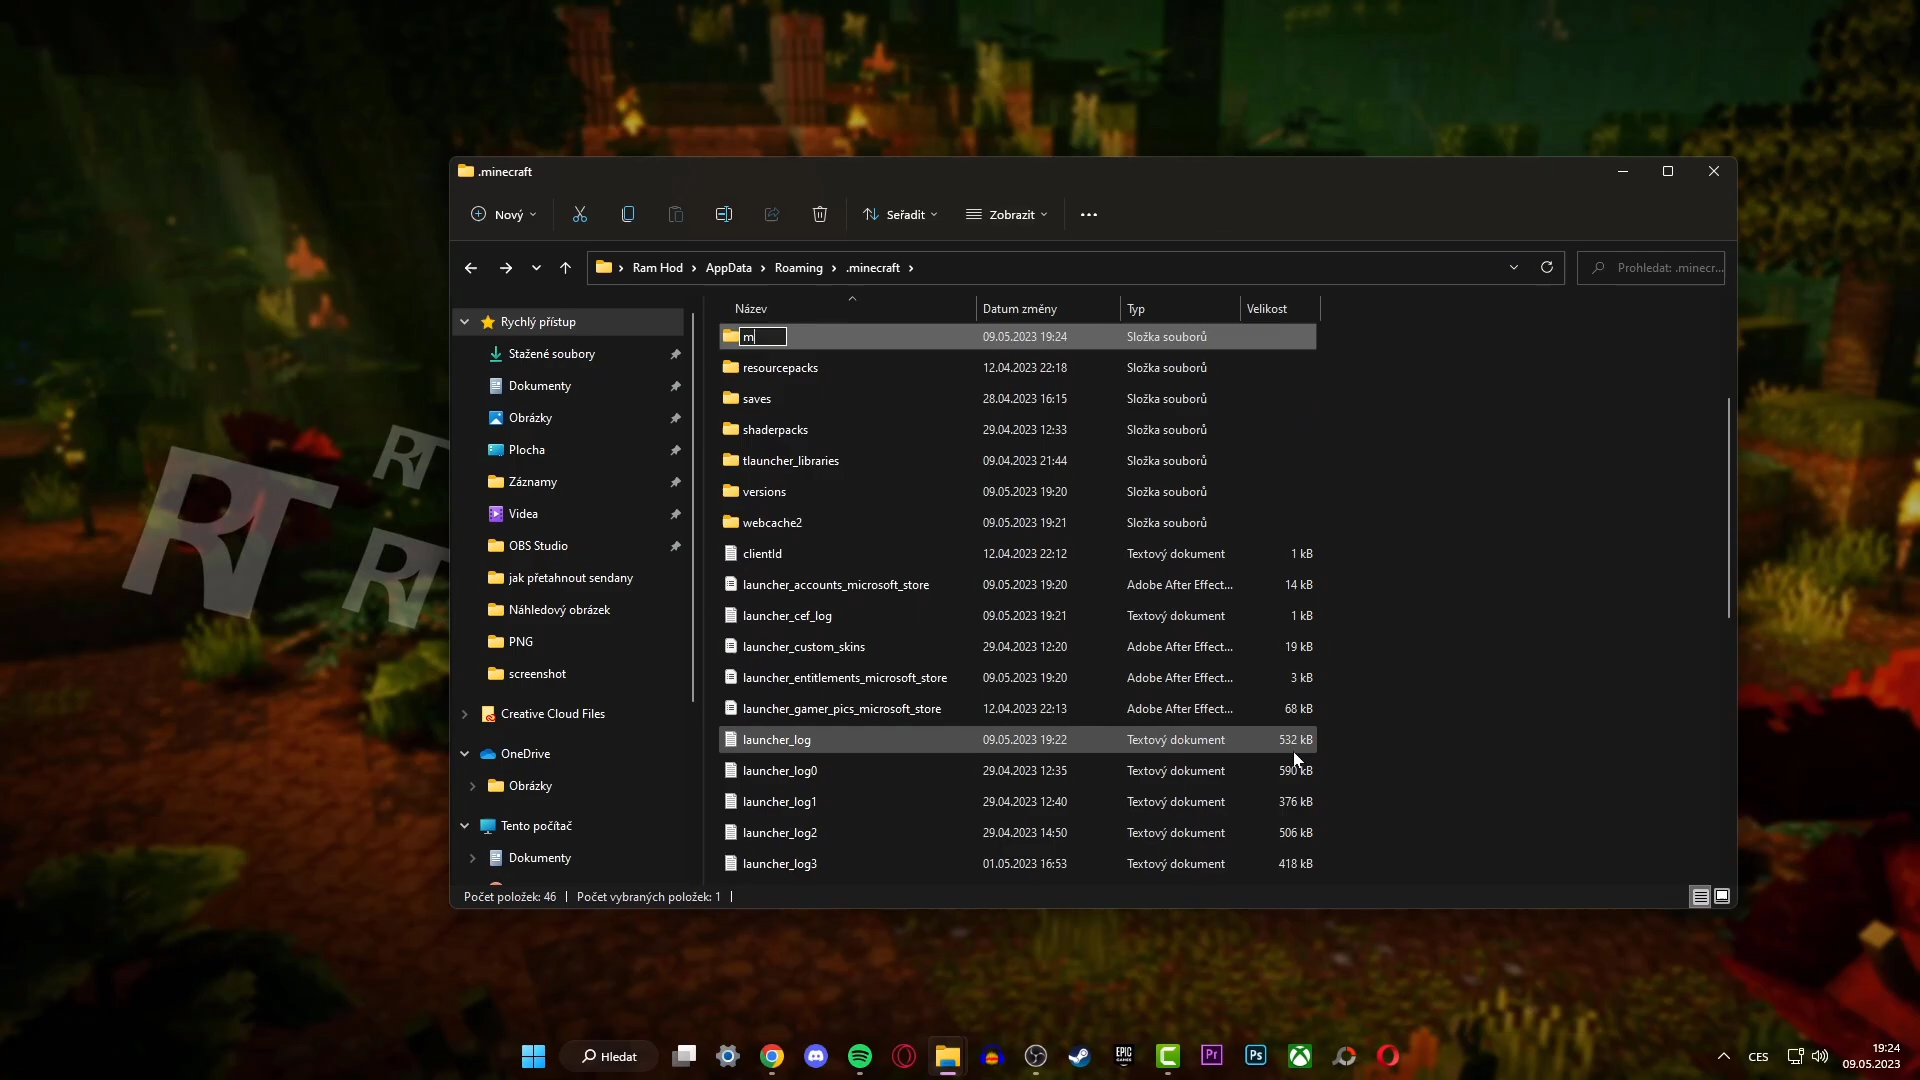 .minecraft
Nový
Seřadit
Zobrazit
Ram Hod
AppData
Roaming
.minecraft
Prohledat: .minecr...
Název
Datum změny
Typ
Velikost
m
09.05.2023 19:24
Složka souborů
resourcepacks
12.04.2023 22:18
Složka souborů
saves
28.04.2023 16:15
Složka souborů
shaderpacks
29.04.2023 12:33
Složka souborů
tlauncher_libraries
09.04.2023 21:44
Složka souborů
versions
09.05.2023 19:20
Složka souborů
webcache2
09.05.2023 19:21
Složka souborů
clientId
12.04.2023 22:12
Textový dokument
1 kB
launcher_accounts_microsoft_store
09.05.2023 19:20
Adobe After Effect...
14 kB
launcher_cef_log
09.05.2023 19:21
Textový dokument
1 kB
launcher_custom_skins
29.04.2023 12:20
Adobe After Effect...
19 kB
launcher_entitlements_microsoft_store
09.05.2023 19:20
Adobe After Effect...
3 kB
launcher_gamer_pics_microsoft_store
12.04.2023 22:13
Adobe After Effect...
68 kB
launcher_log
09.05.2023 19:22
Textový dokument
532 kB
launcher_log0
29.04.2023 12:35
Textový dokument
590 kB
launcher_log1
29.04.2023 12:40
Textový dokument
376 kB
launcher_log2
29.04.2023 14:50
Textový dokument
506 kB
launcher_log3
01.05.2023 16:53
Textový dokument
418 kB
Rychlý přístup
Stažené soubory
Dokumenty
Obrázky
Plocha
Záznamy
Videa
OBS Studio
jak přetahnout sendany
Náhledový obrázek
PNG
screenshot
Creative Cloud Files
OneDrive
Obrázky
Tento počítač
Dokumenty
Počet položek: 46
Počet vybraných položek: 1
RT
RT
RT
Hledat
EPIC
GAMES
Pr
Ps
CES
19:24
09.05.2023